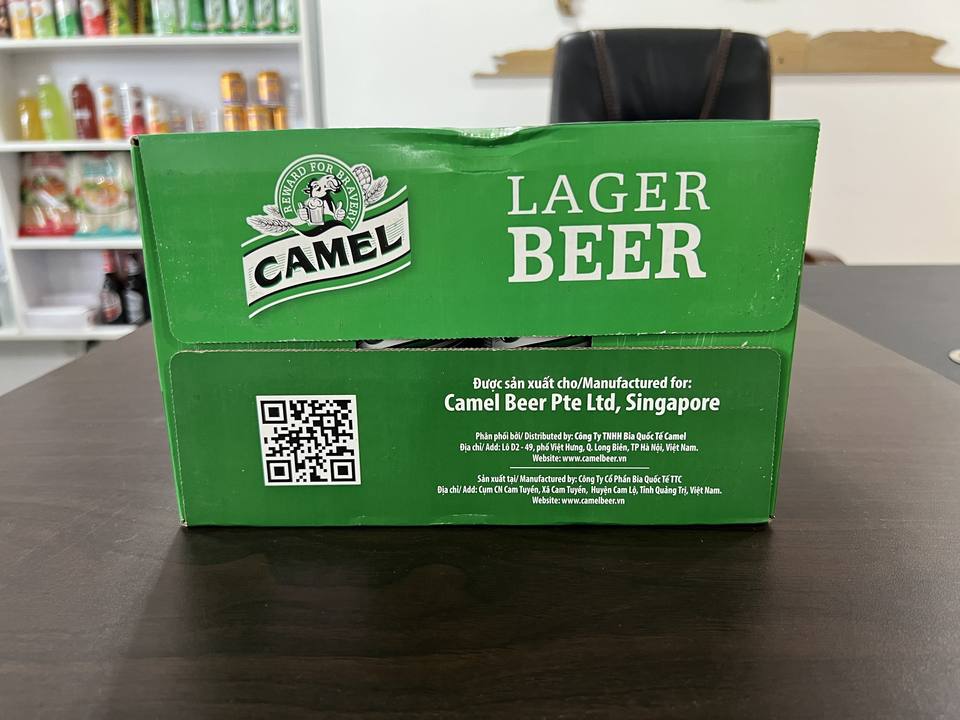 REWARD FOR BRAVERY
CAMEL
LAGER
BEER
Được sản xuất cho/Manufactured for:
Camel Beer Pte Ltd, Singapore
Phân phối bởi/ Distributed by: Công Ty TNHH Bia Quốc Tế Camel
Địa chỉ/ Add: Lô D2 - 49, phố Việt Hưng, Q. Long Biên, TP Hà Nội, Việt Nam.
Website: www.camelbeer.vn
Sản xuất tại/ Manufactured by: Công Ty Cổ Phần Bia Quốc Tế TTC
Địa chỉ/ Add: Cụm CN Cam Tuyền, Xã Cam Tuyền, Huyện Cam Lộ, Tỉnh Quảng Trị, Việt Nam.
Website: www.camelbeer.vn